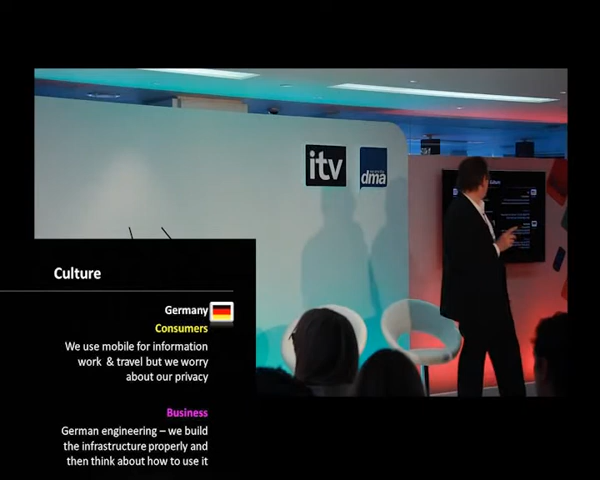 itv
dma
Culture
Culture
Germany
Consumers
We use mobile for information
work & travel but we worry
about our privacy
Business
German engineering – we build
the infrastructure properly and
then think about how to use it